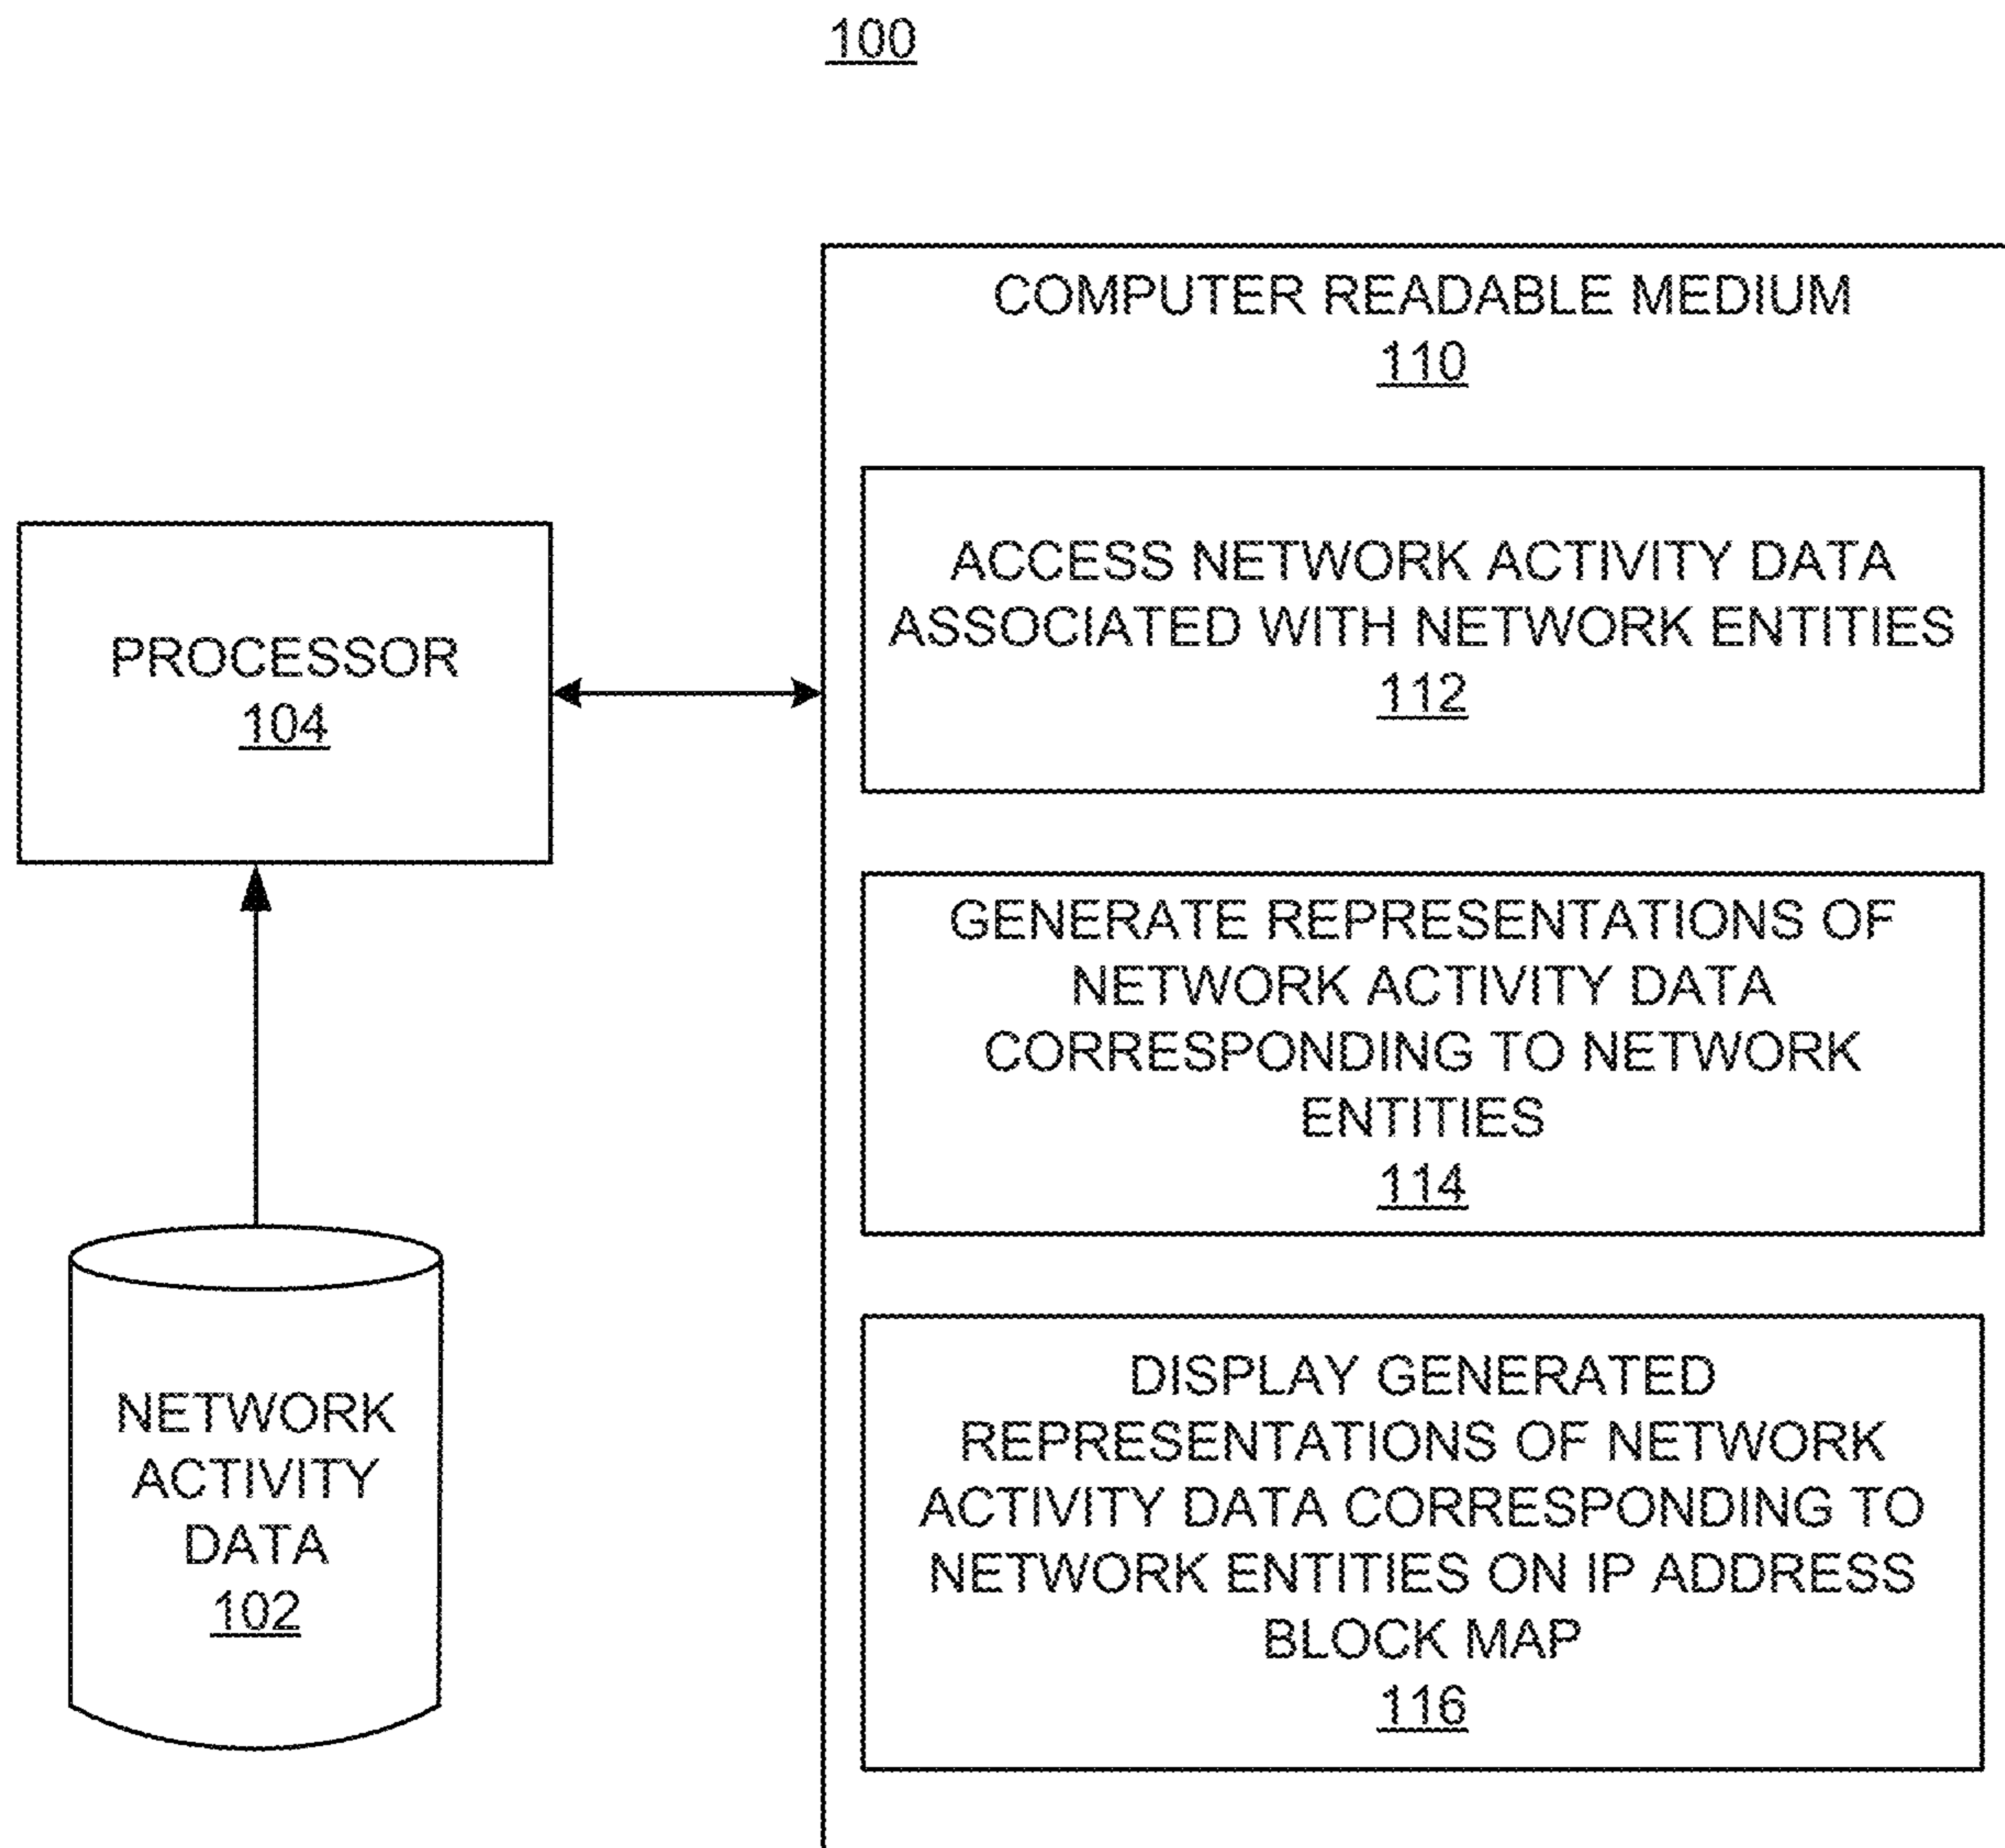 100
COMPUTER READABLE MEDIUM
110
ACCESS NETWORK ACTIVITY DATA
ASSOCIATED WITH NETWORK ENTITIES
112
PROCESSOR
104
GENERATE REPRESENTATIONS OF
NETWORK ACTIVITY DATA
CORRESPONDING TO NETWORK
ENTITIES
114
NETWORK
ACTIVITY
DATA
102
DISPLAY GENERATED
REPRESENTATIONS OF NETWORK
ACTIVITY DATA CORRESPONDING TO
NETWORK ENTITIES ON IP ADDRESS
BLOCK MAP
116